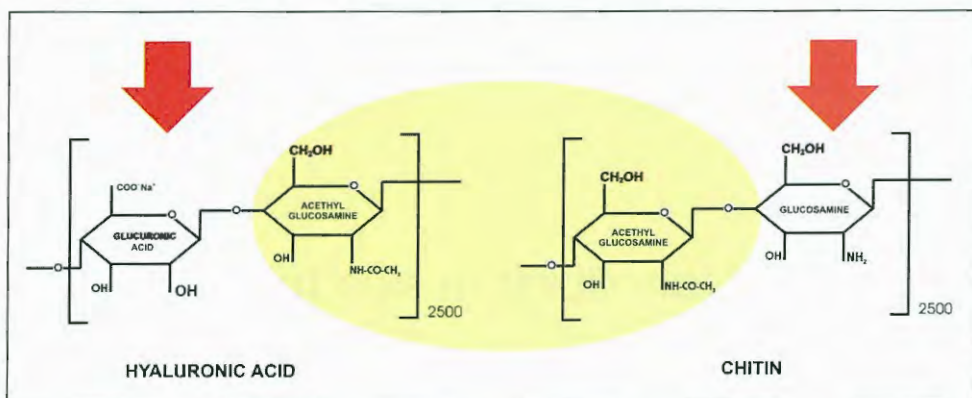 CH₂OH
COO⁻Na⁺
O
O
GLUCURONIC
ACID
O
OH
OH
ACETHYL
GLUCOSAMINE
O
OH
NH-CO-CH₃
2500
HYALURONIC ACID
CH₂OH
CH₂OH
O
ACETHYL
GLUCOSAMINE
O
O
OH
NH-CO-CH₃
GLUCOSAMINE
O
OH
NH₂
2500
CHITIN